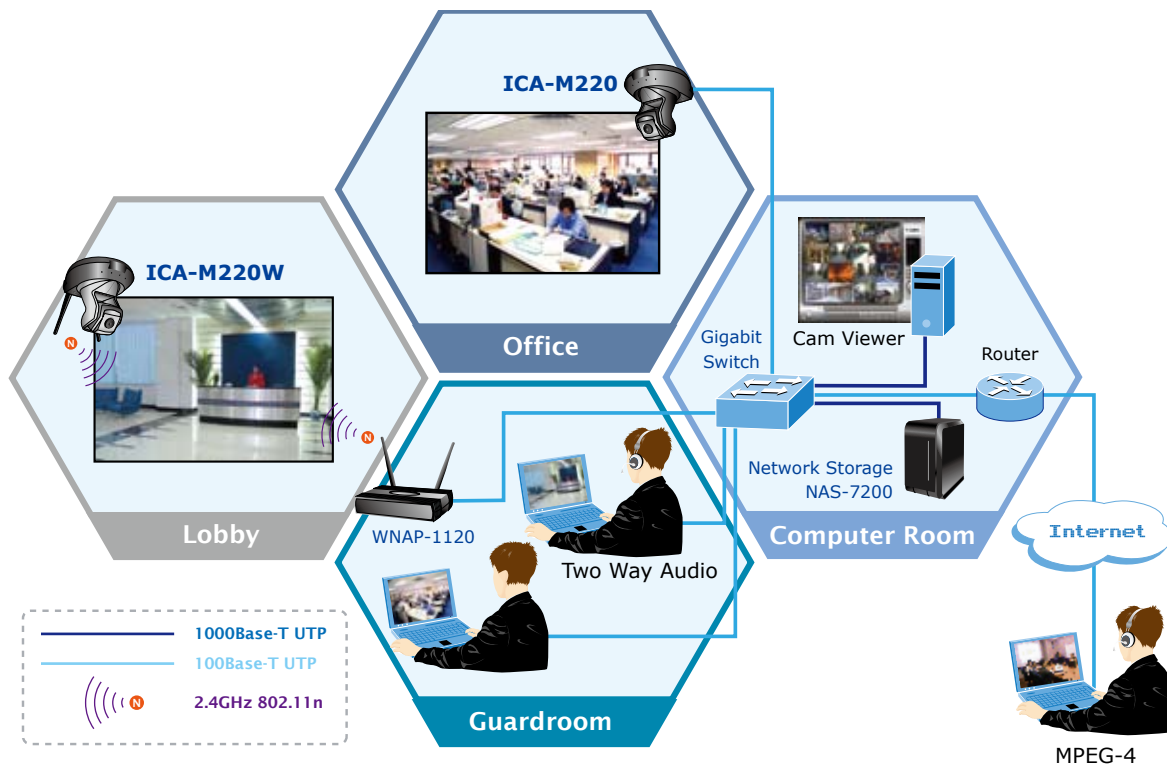 ICA-M220
Office
ICA-M220W
N
N
Lobby
Gigabit
Switch
Cam Viewer
Router
Network Storage
NAS-7200
Computer Room
WNAP-1120
Two Way Audio
Guardroom
Internet
MPEG-4
1000Base-T UTP
100Base-T UTP
N
2.4GHz 802.11n